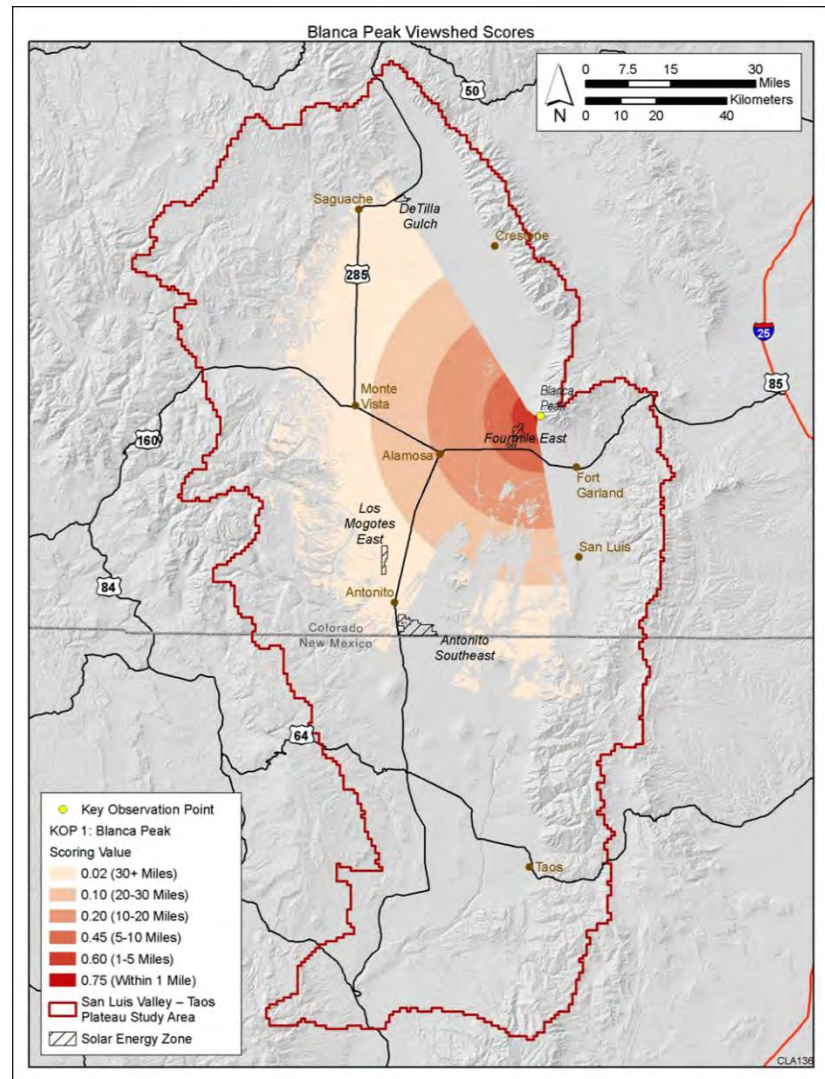 Blanca Peak Viewshed Scores
0 7.5 15 30
Miles
Kilometers
0 10 20 40
N
50
Saguache
DeTilla
Gulch
Crestone
285
25
85
Monte
Vista
Blanca
Peak
160
Fourmile East
Alamosa
Fort
Garland
Los
Mogotes
East
San Luis
84
Antonito
Colorado
New Mexico
Antonito
Southeast
64
Taos
Key Observation Point
KOP 1: Blanca Peak
Scoring Value
0.02 (30+ Miles)
0.10 (20-30 Miles)
0.20 (10-20 Miles)
0.45 (5-10 Miles)
0.60 (1-5 Miles)
0.75 (Within 1 Mile)
San Luis Valley – Taos
Plateau Study Area
Solar Energy Zone
CLA136